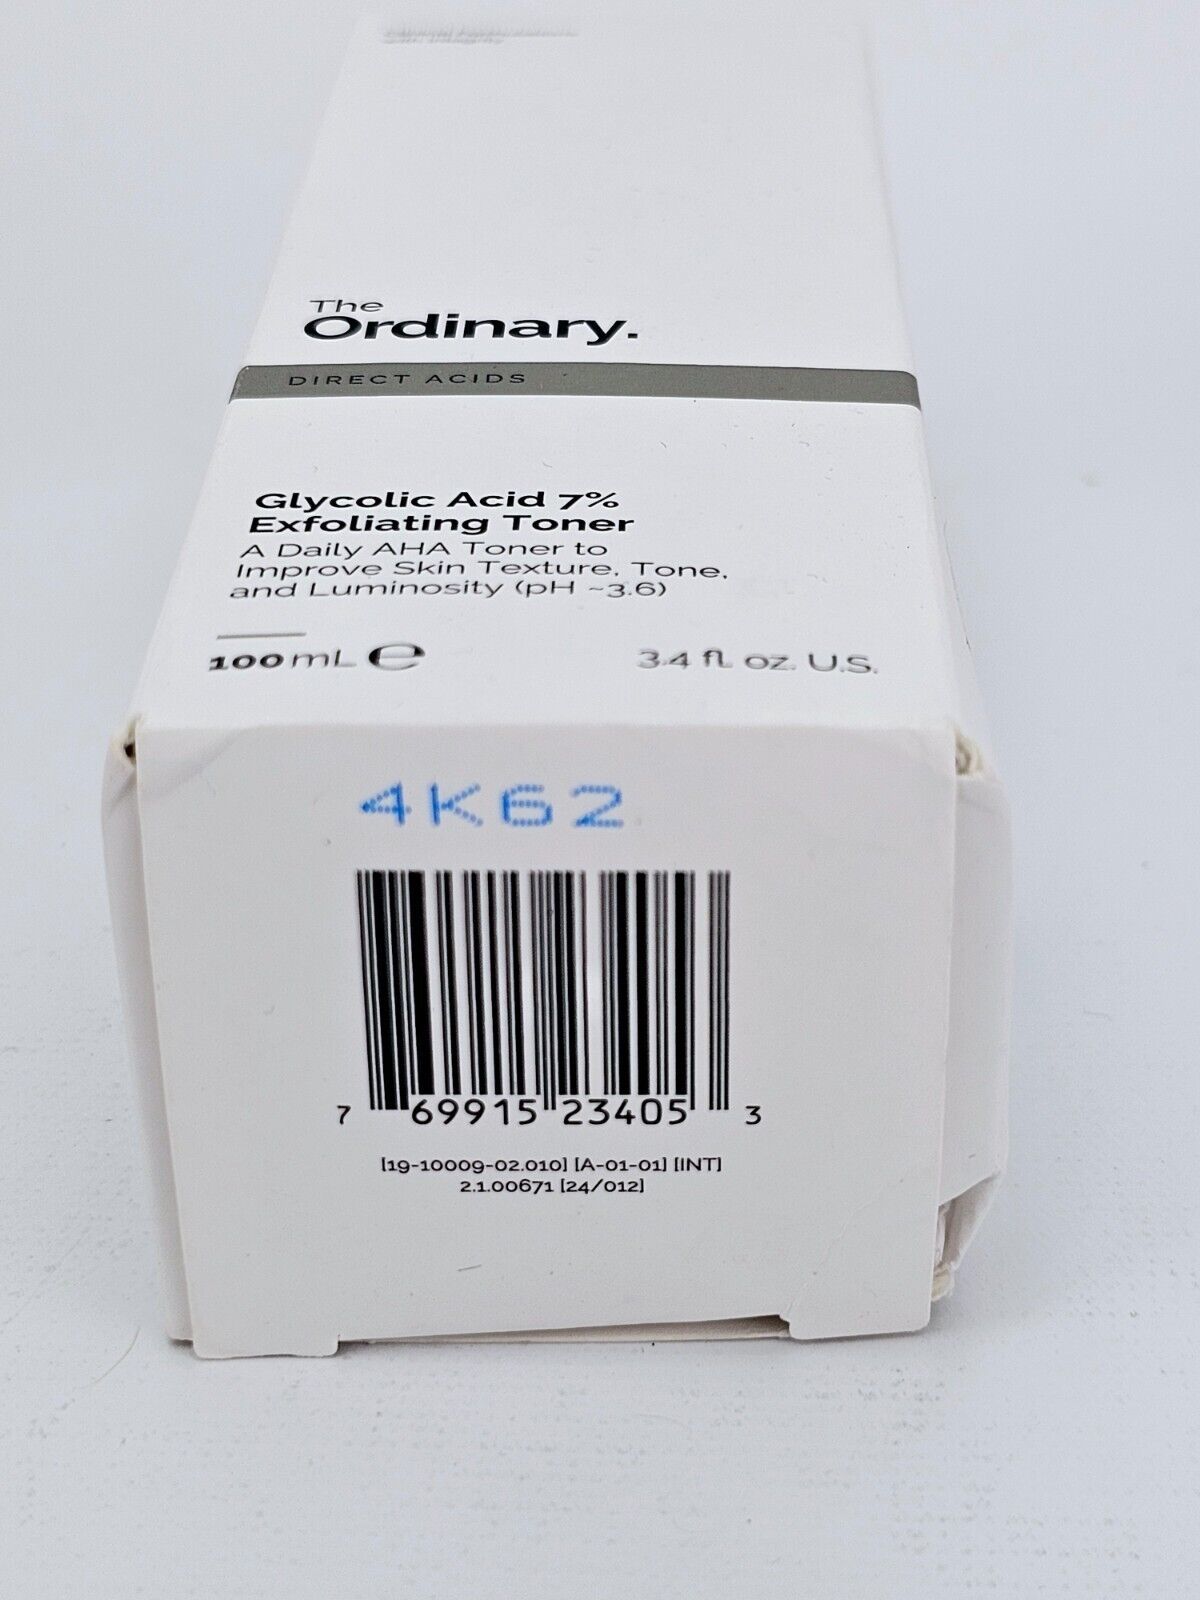 The
Ordinary.
DIRECT ACIDS
Glycolic Acid 7%
Exfoliating Toner
A Daily AHA Toner to
Improve Skin Texture, Tone,
and Luminosity (pH ~3.6)
100mL ℮ 3.4 fl. oz. U.S.
4K62
7 69915 23405 3
[19-10009-02.010] [A-01-01] [INT]
2.1.00671 [24/012]